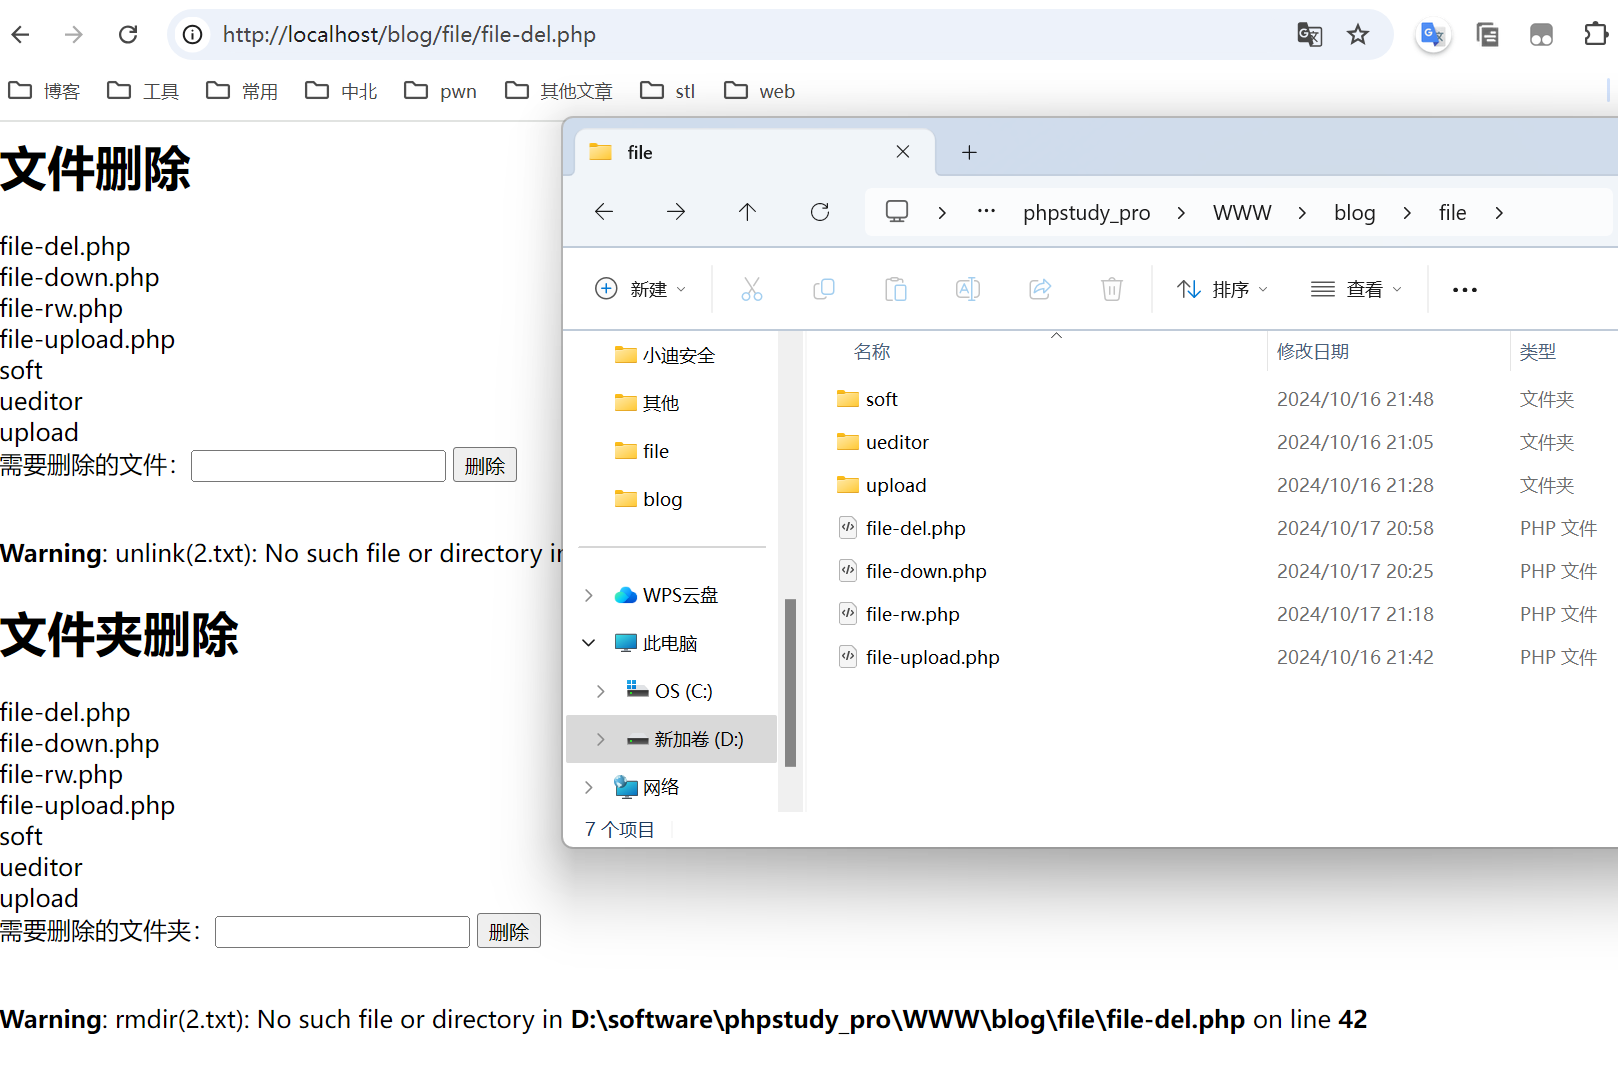 http://localhost/blog/file/file-del.php
博客 工具 常用 中北 pwn 其他文章 stl web
文件删除
file-del.php
file-down.php
file-rw.php
file-upload.php
soft
ueditor
upload
需要删除的文件： 删除
Warning: unlink(2.txt): No such file or directory in
文件夹删除
file-del.php
file-down.php
file-rw.php
file-upload.php
soft
ueditor
upload
需要删除的文件夹： 删除
Warning: rmdir(2.txt): No such file or directory in D:\software\phpstudy_pro\WWW\blog\file\file-del.php on line 42
file
phpstudy_pro > WWW > blog > file >
新建 排序 查看
小迪安全
其他
file
blog
WPS云盘
此电脑
OS (C:)
新加卷 (D:)
网络
名称 修改日期 类型
soft 2024/10/16 21:48 文件夹
ueditor 2024/10/16 21:05 文件夹
upload 2024/10/16 21:28 文件夹
file-del.php 2024/10/17 20:58 PHP 文件
file-down.php 2024/10/17 20:25 PHP 文件
file-rw.php 2024/10/17 21:18 PHP 文件
file-upload.php 2024/10/16 21:42 PHP 文件
7 个项目